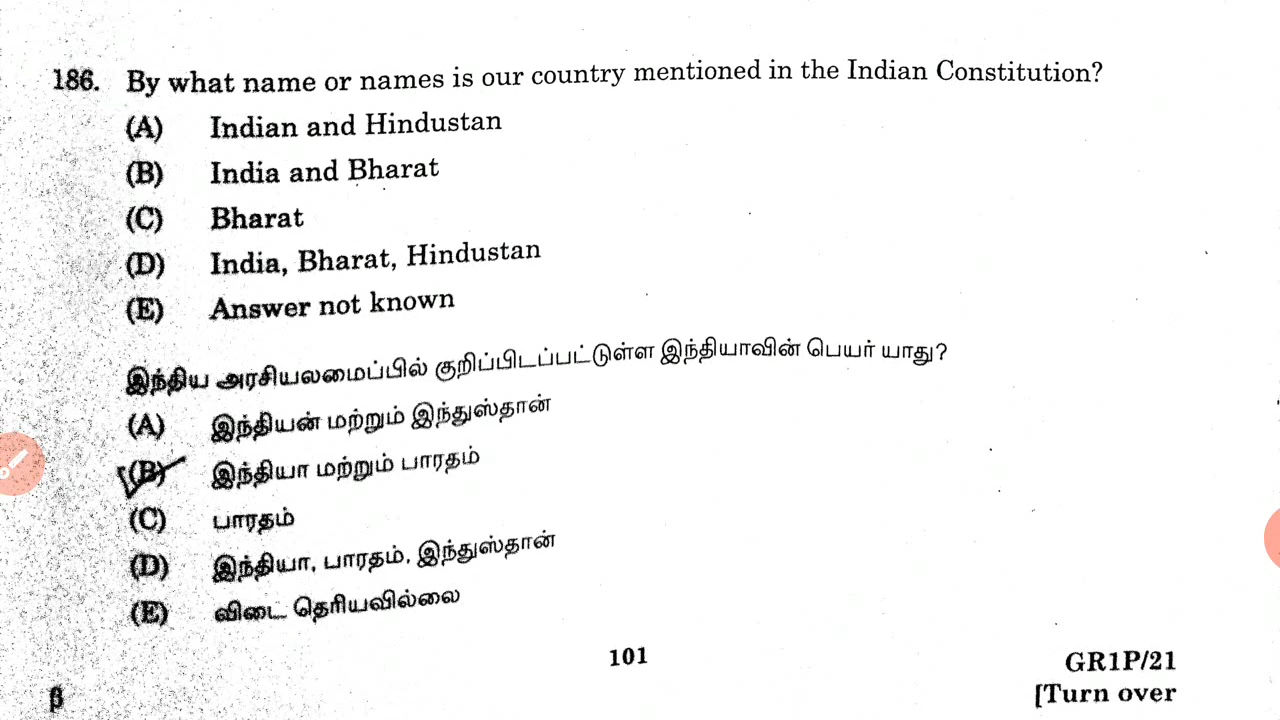 186. By what name or names is our country mentioned in the Indian Constitution?
(A) Indian and Hindustan
(B) India and Bharat
(C) Bharat
(D) India, Bharat, Hindustan
(E) Answer not known
இந்திய அரசியலமைப்பில் குறிப்பிடப்பட்டுள்ள இந்தியாவின் பெயர் யாது?
(A) இந்தியன் மற்றும் இந்துஸ்தான்
(B) இந்தியா மற்றும் பாரதம்
(C) பாரதம்
(D) இந்தியா, பாரதம், இந்துஸ்தான்
(E) விடை தெரியவில்லை
101
GR1P/21
β [Turn over